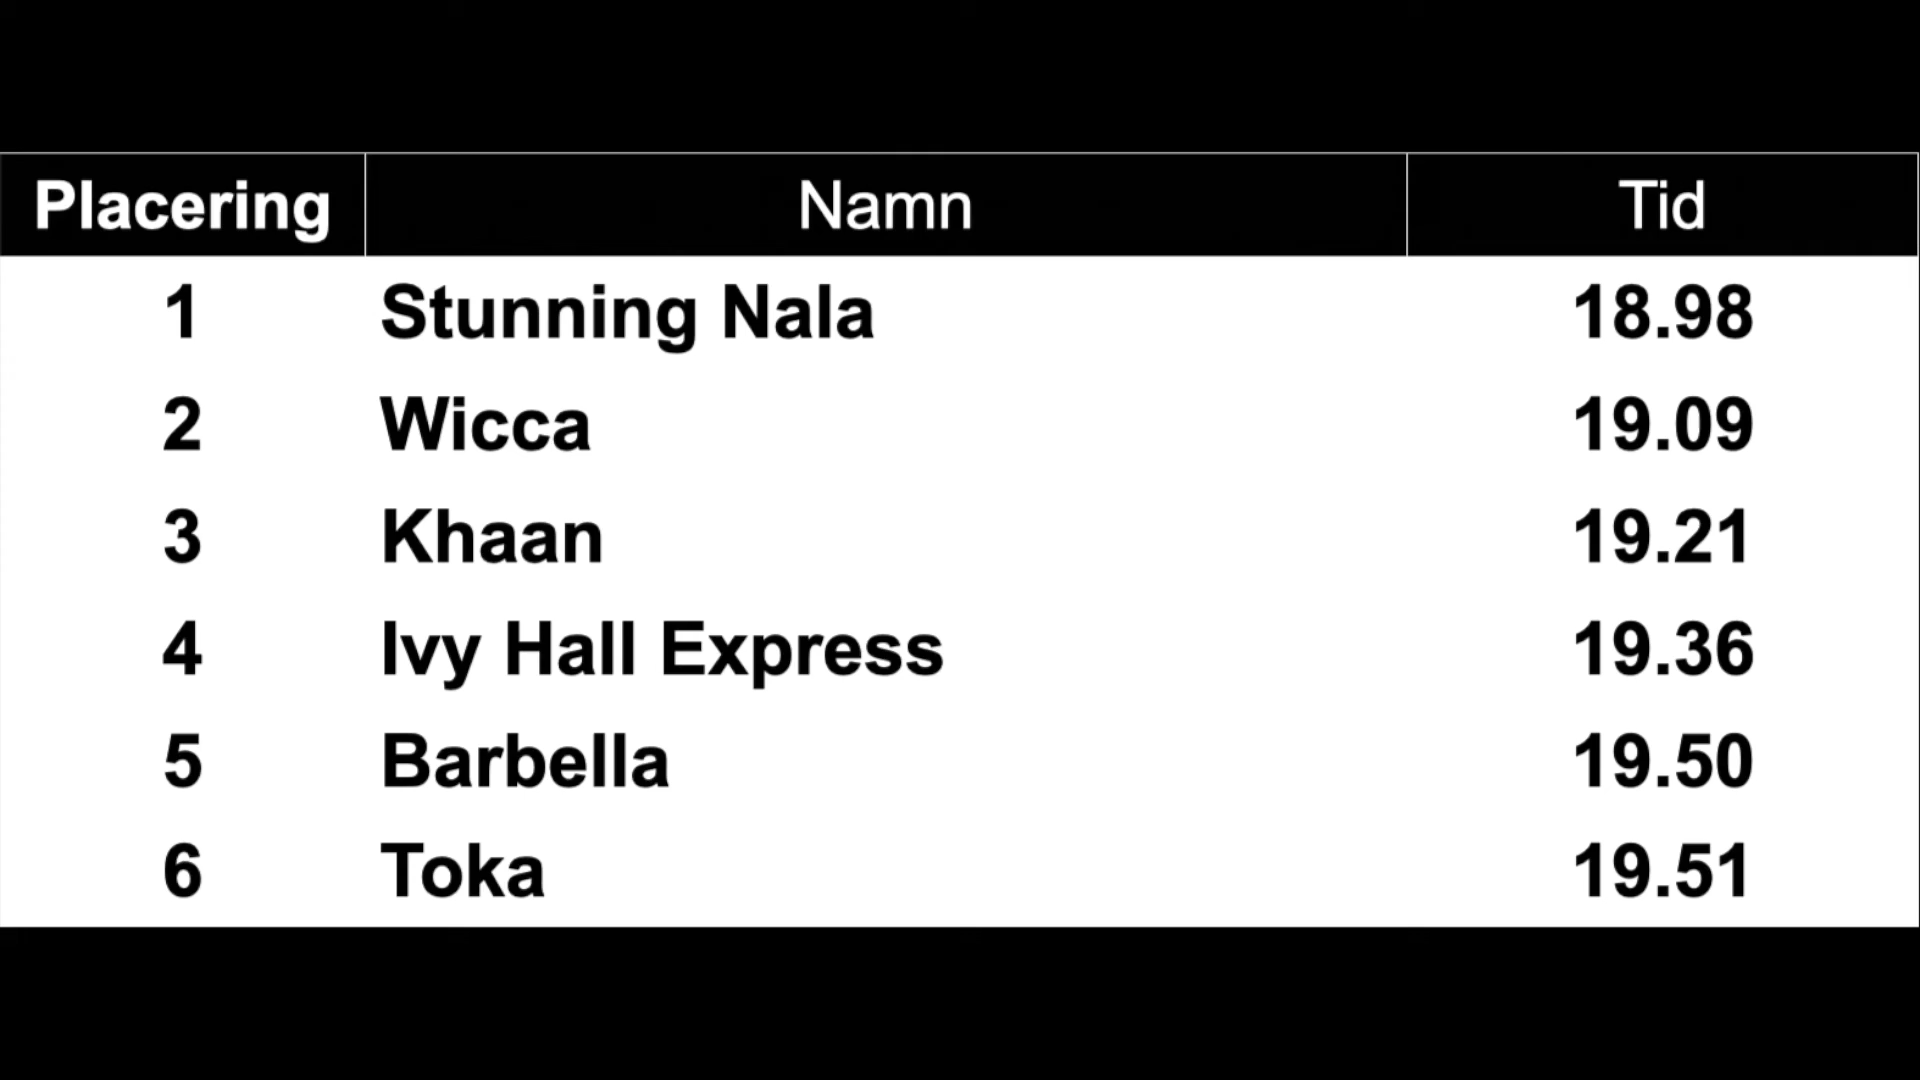 Placering Namn Tid
1 Stunning Nala 18.98
2 Wicca 19.09
3 Khaan 19.21
4 Ivy Hall Express 19.36
5 Barbella 19.50
6 Toka 19.51